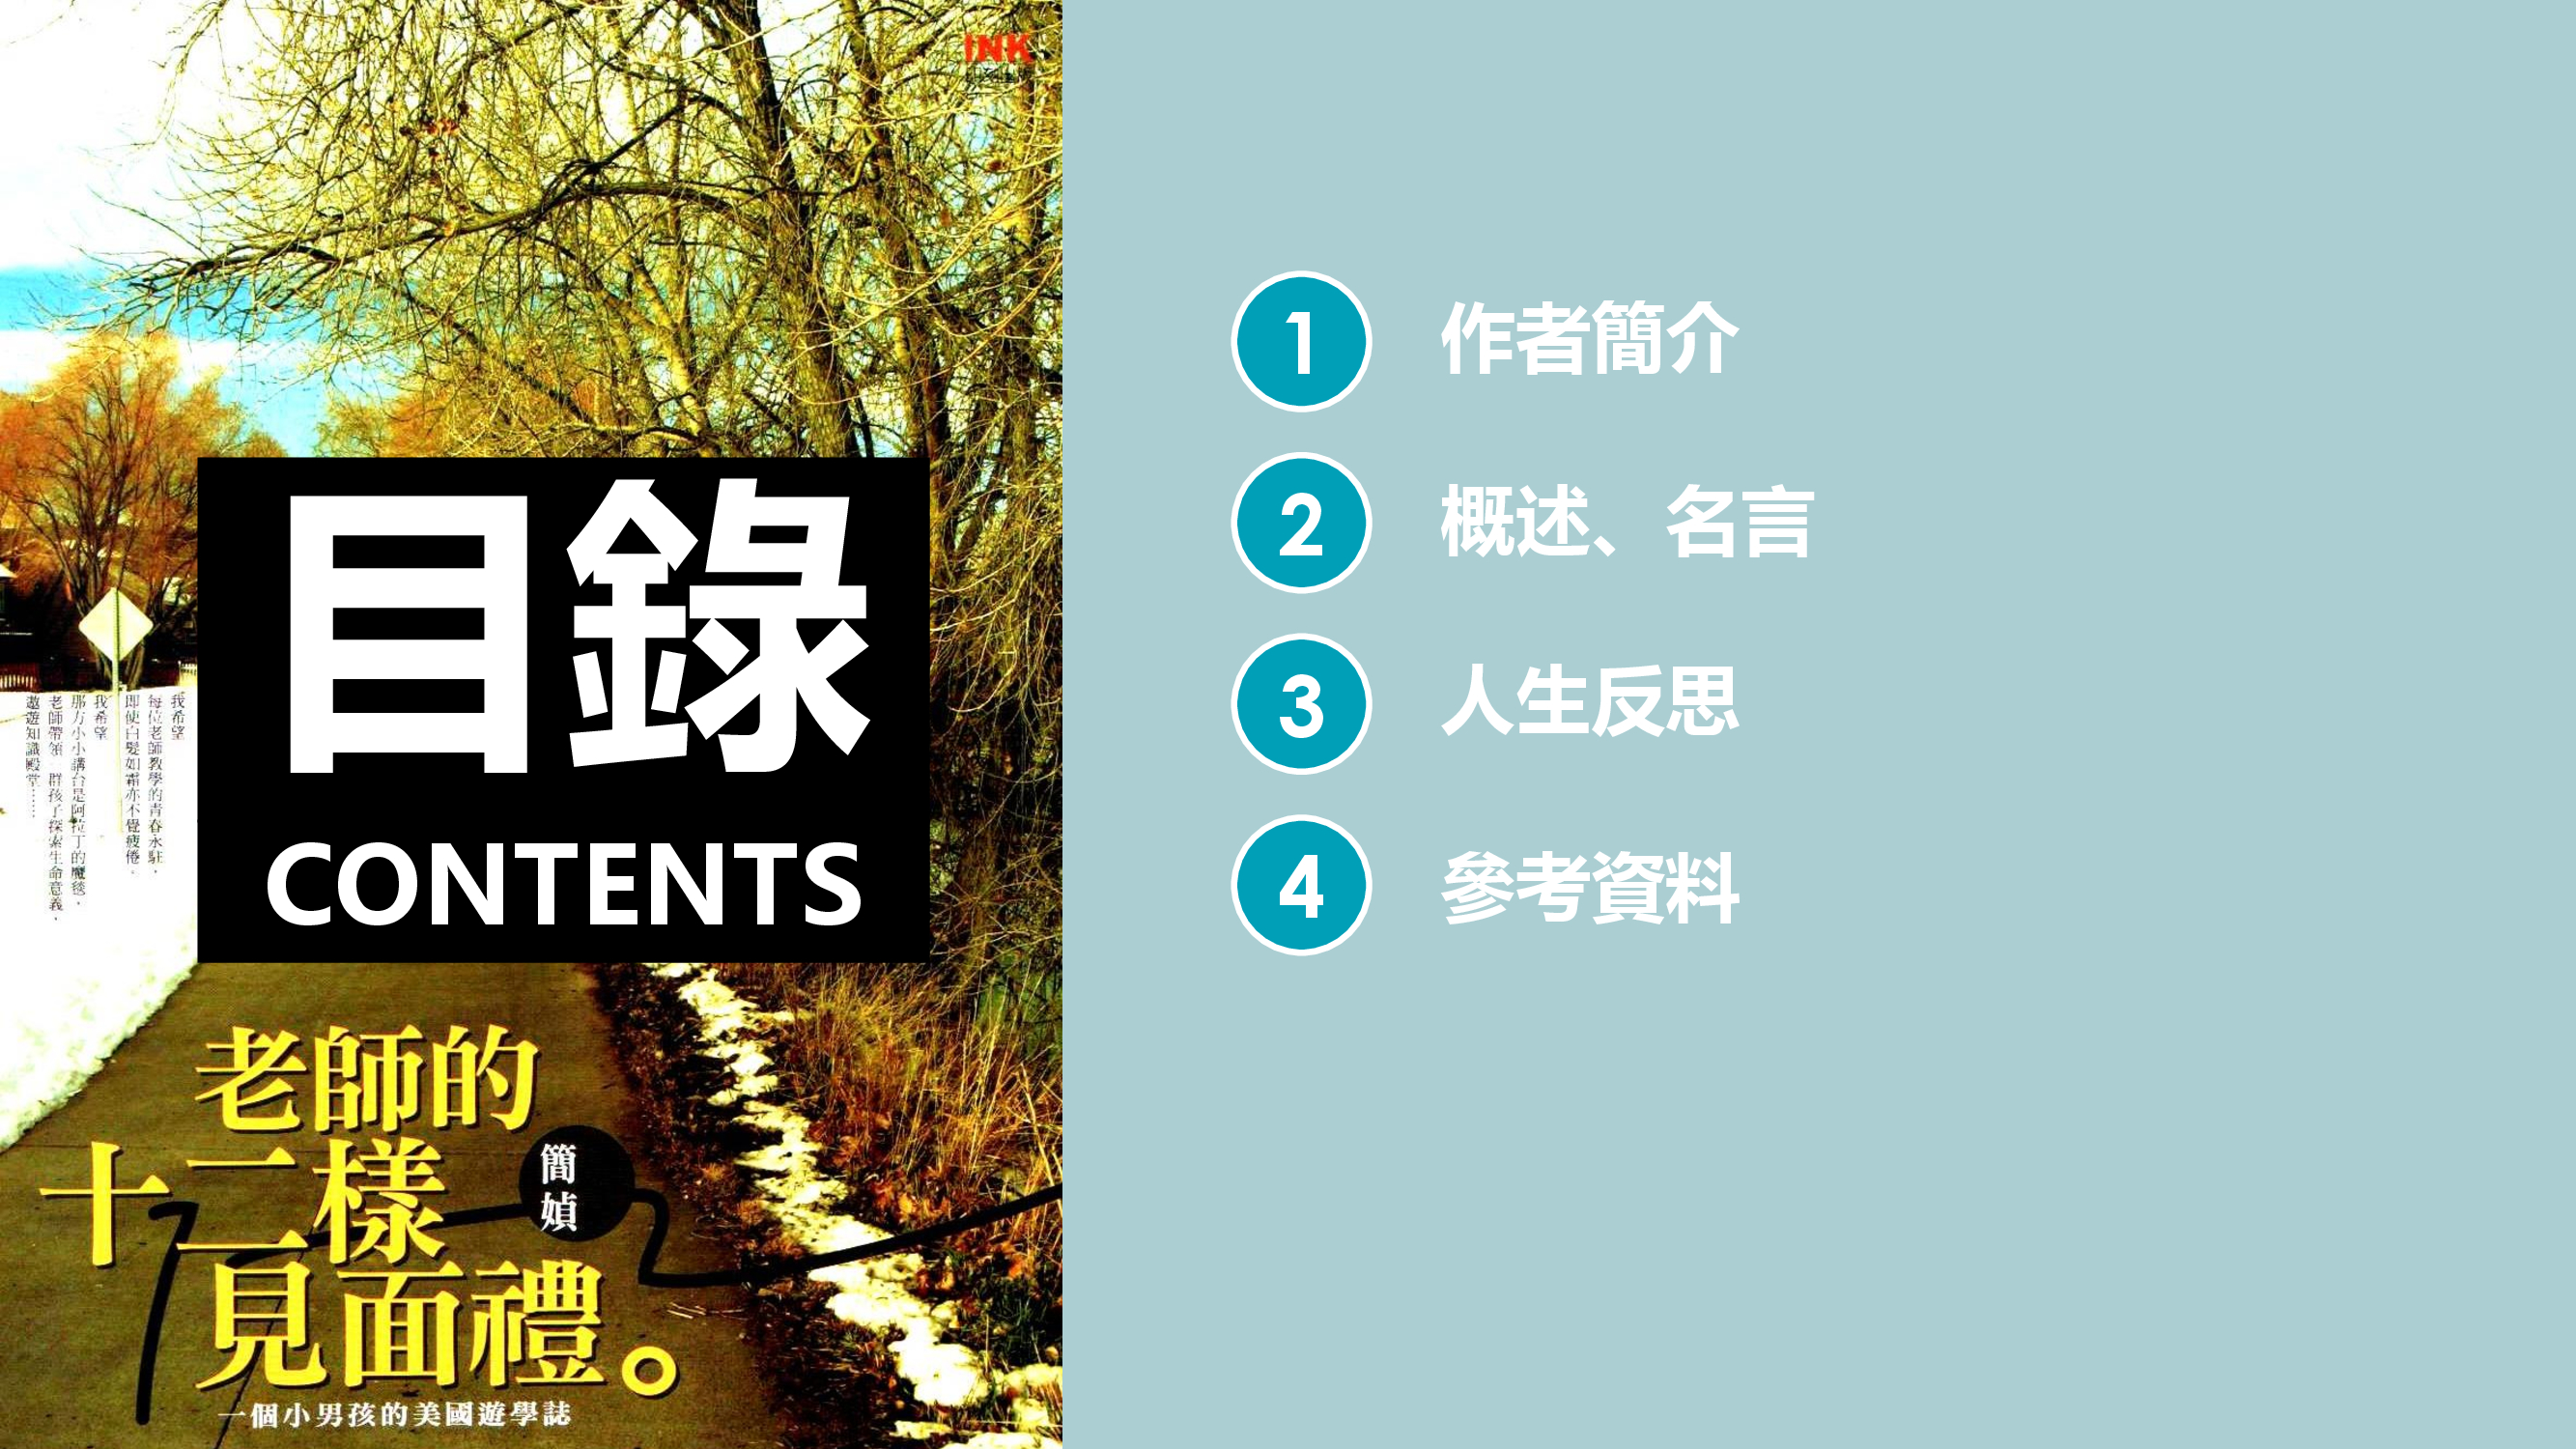 INK
目錄
CONTENTS
我希望
每位老師教學的青春永駐,
即使白髮如霜亦不覺疲倦。
我希望
那方小小講台是阿拉丁的魔毯,
老師帶領一群孩子探索生命意義,
遨遊知識殿堂……
老師的
十二樣
見面禮。
簡媜
一個小男孩的美國遊學誌
1 作者簡介
2 概述、名言
3 人生反思
4 參考資料